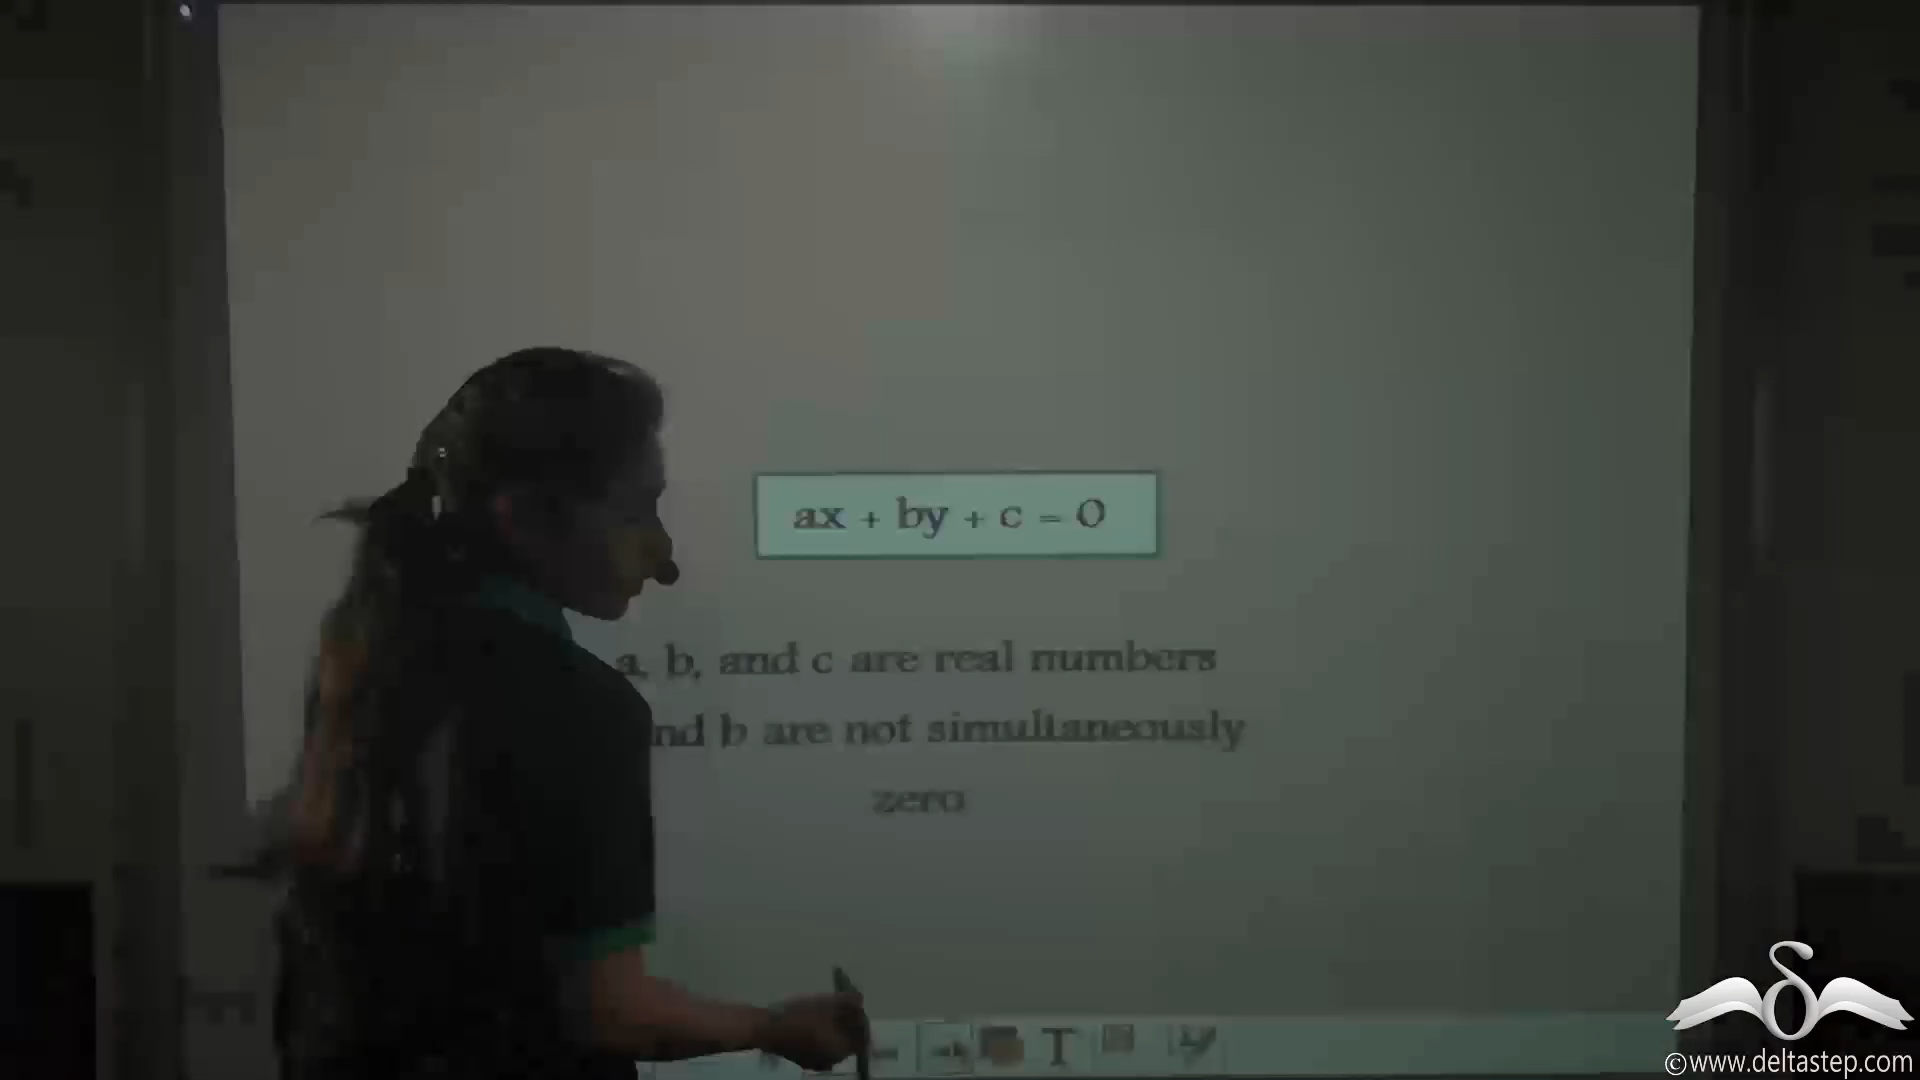 ax + by + c = 0
a, b, and c are real numbers
nd b are not simultaneously
zero
T
©www.deltastep.com